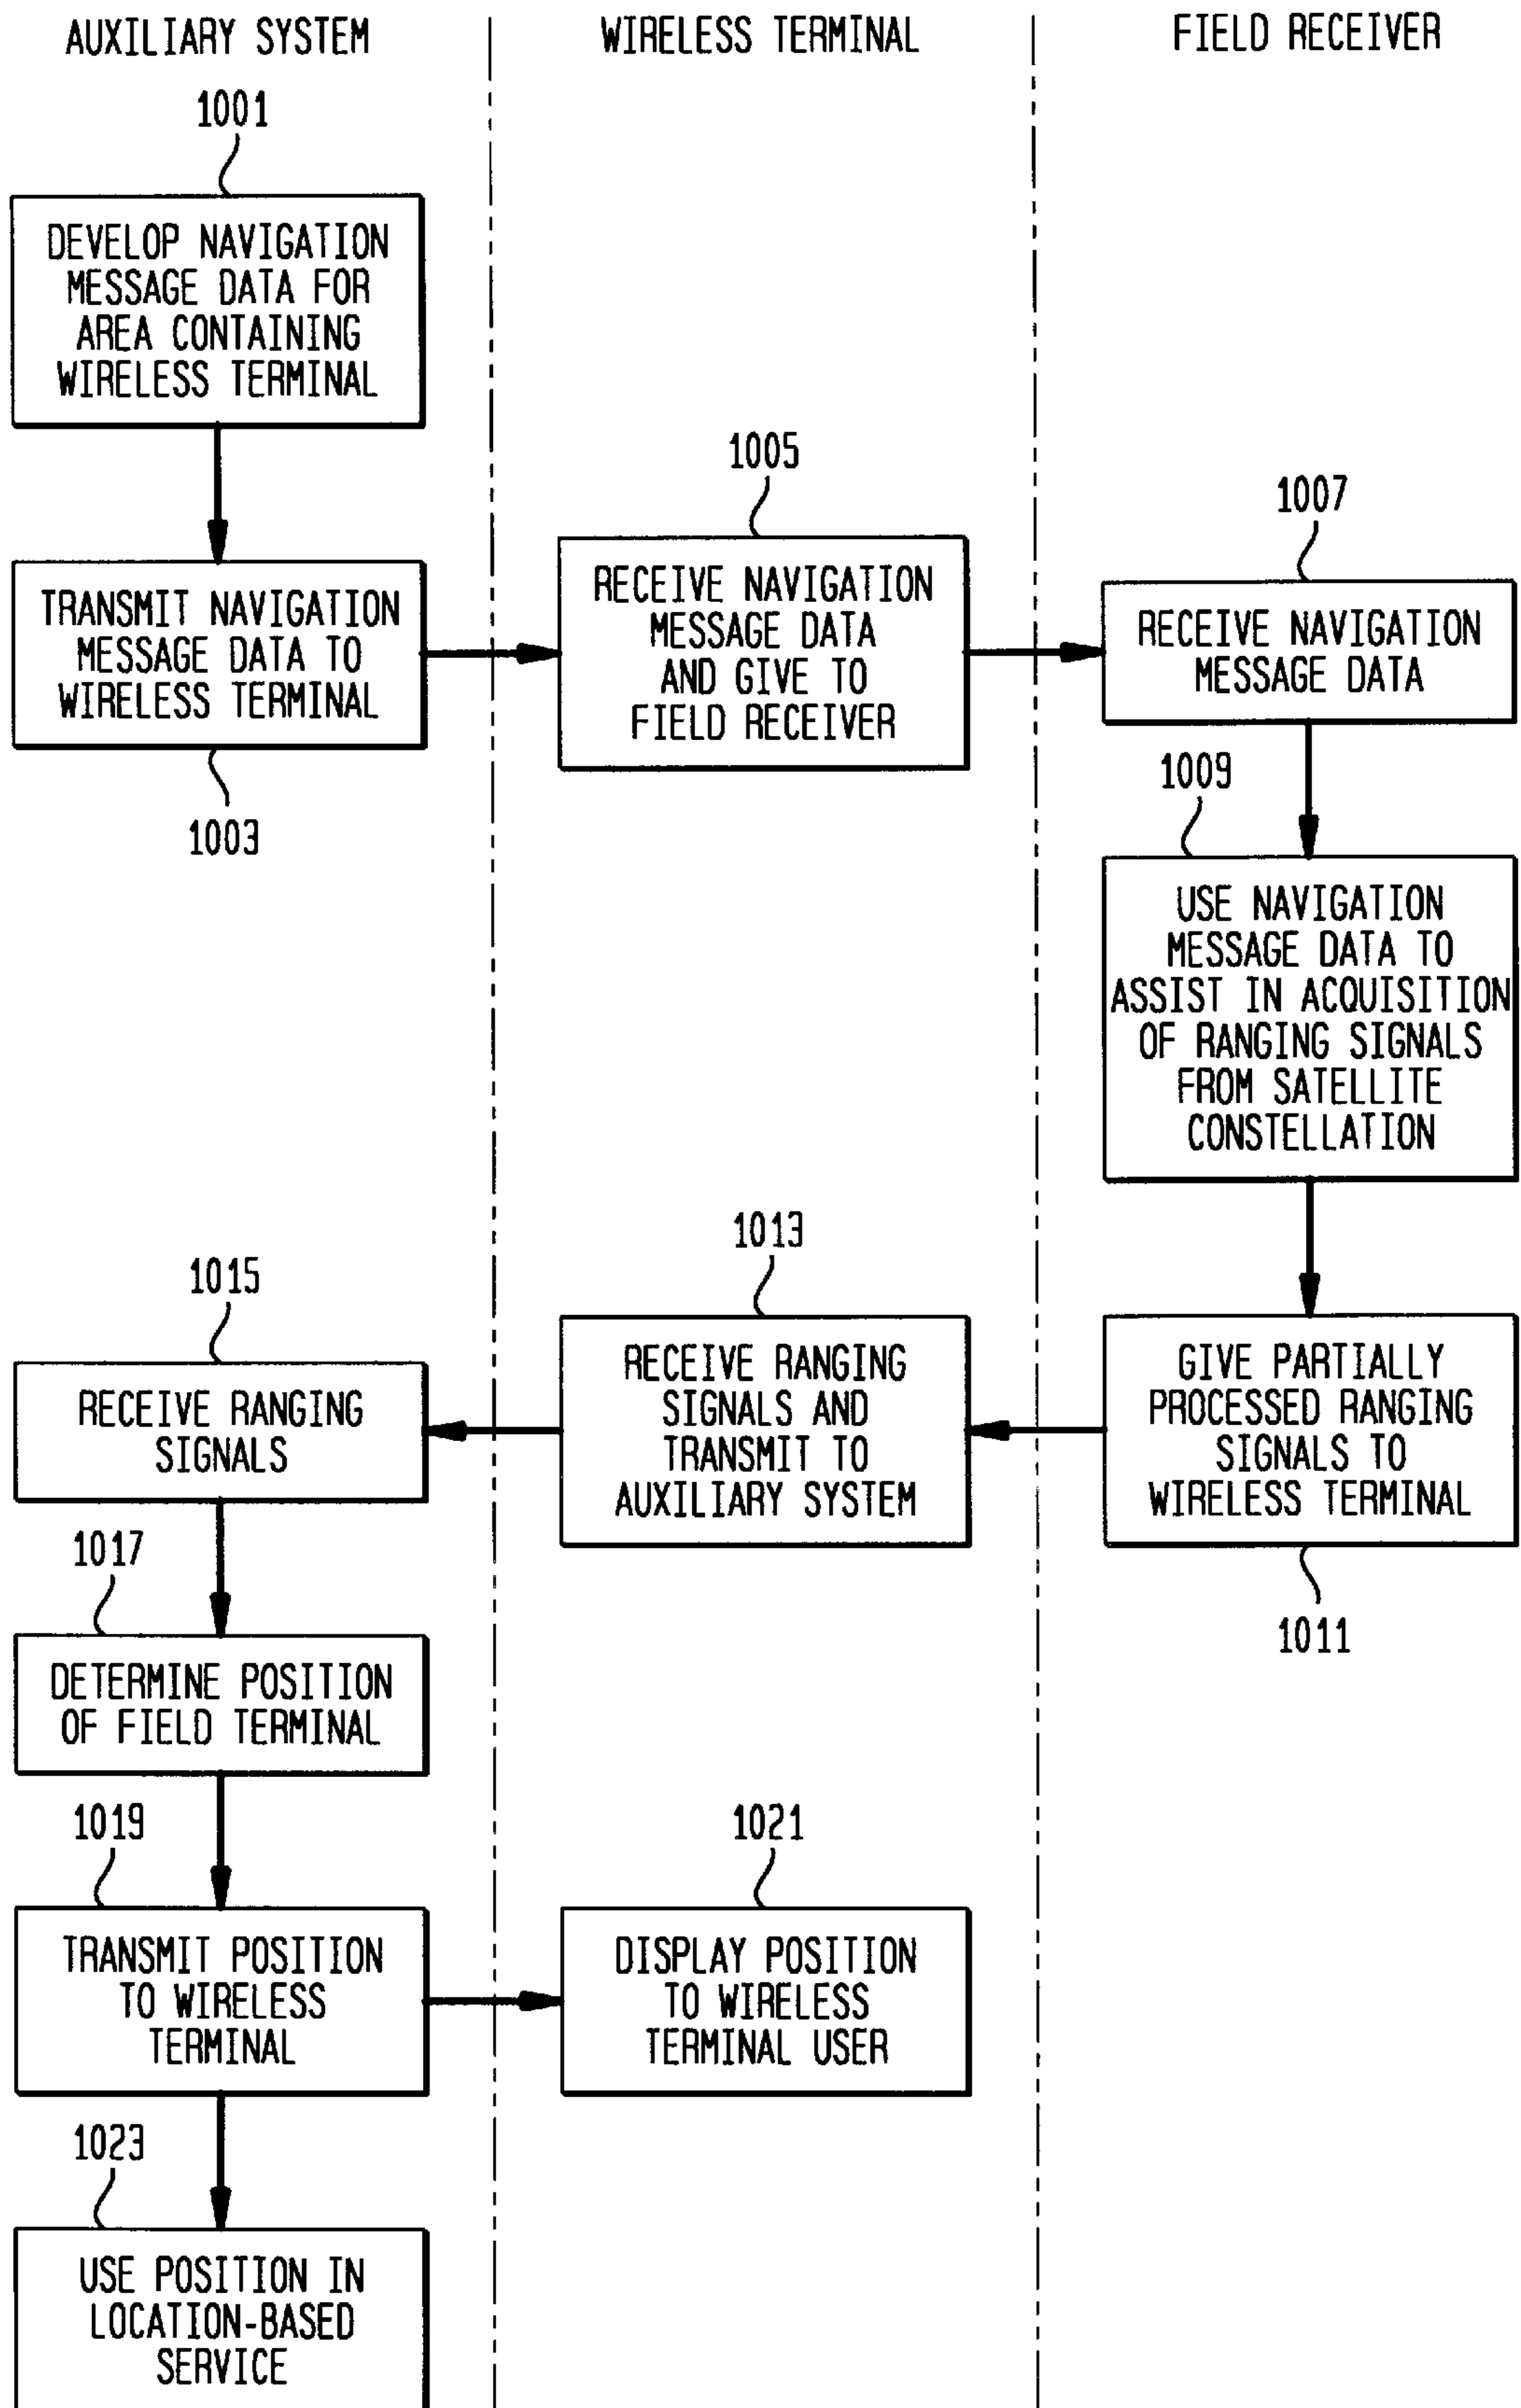 AUXILIARY SYSTEM
WIRELESS TERMINAL
FIELD RECEIVER
1001
DEVELOP NAVIGATION
MESSAGE DATA FOR
AREA CONTAINING
WIRELESS TERMINAL
TRANSMIT NAVIGATION
MESSAGE DATA TO
WIRELESS TERMINAL
1003
1005
RECEIVE NAVIGATION
MESSAGE DATA
AND GIVE TO
FIELD RECEIVER
1007
RECEIVE NAVIGATION
MESSAGE DATA
1009
USE NAVIGATION
MESSAGE DATA TO
ASSIST IN ACQUISITION
OF RANGING SIGNALS
FROM SATELLITE
CONSTELLATION
GIVE PARTIALLY
PROCESSED RANGING
SIGNALS TO
WIRELESS TERMINAL
1011
1013
RECEIVE RANGING
SIGNALS AND
TRANSMIT TO
AUXILIARY SYSTEM
1015
RECEIVE RANGING
SIGNALS
1017
DETERMINE POSITION
OF FIELD TERMINAL
1019
TRANSMIT POSITION
TO WIRELESS
TERMINAL
1021
DISPLAY POSITION
TO WIRELESS
TERMINAL USER
1023
USE POSITION IN
LOCATION-BASED
SERVICE